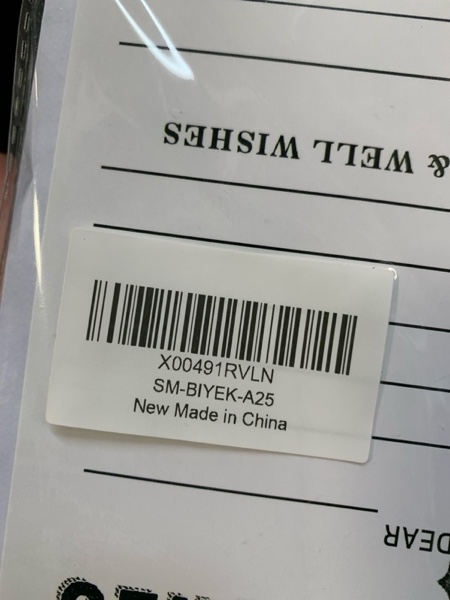 & WELL WISHES
X00491RVLN
SM-BIYEK-A25
New Made in China
DEAR